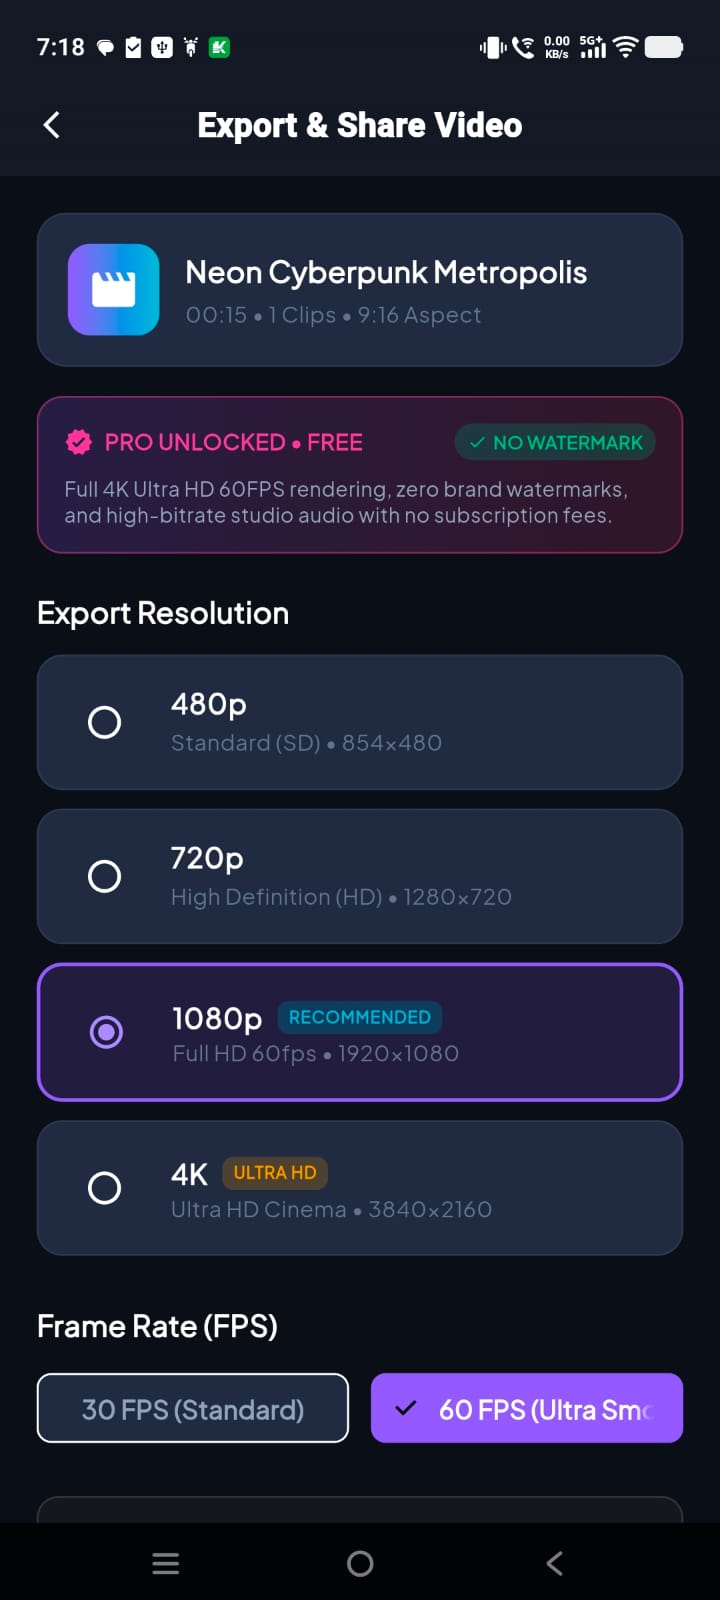 7:18
0.00
KB/s
5G+
Export & Share Video
Neon Cyberpunk Metropolis
00:15 • 1 Clips • 9:16 Aspect
PRO UNLOCKED • FREE
NO WATERMARK
Full 4K Ultra HD 60FPS rendering, zero brand watermarks,
and high-bitrate studio audio with no subscription fees.
Export Resolution
480p
Standard (SD) • 854×480
720p
High Definition (HD) • 1280×720
1080p RECOMMENDED
Full HD 60fps • 1920×1080
4K ULTRA HD
Ultra HD Cinema • 3840×2160
Frame Rate (FPS)
30 FPS (Standard)
60 FPS (Ultra Smo